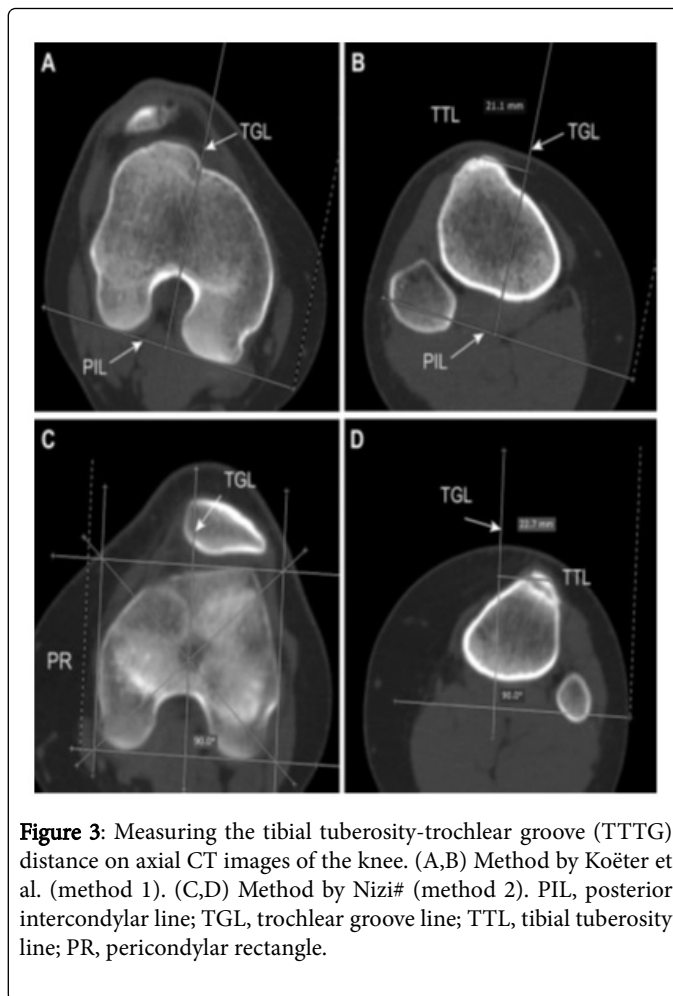 A
TGL
PIL
B
TTL
21.1 mm
TGL
PIL
C
TGL
PR
90.0°
D
TGL
22.7 mm
TTL
90.0°
Figure 3: Measuring the tibial tuberosity-trochlear groove (TTTG)
distance on axial CT images of the knee. (A,B) Method by Koëter et
al. (method 1). (C,D) Method by Nizi# (method 2). PIL, posterior
intercondylar line; TGL, trochlear groove line; TTL, tibial tuberosity
line; PR, pericondylar rectangle.